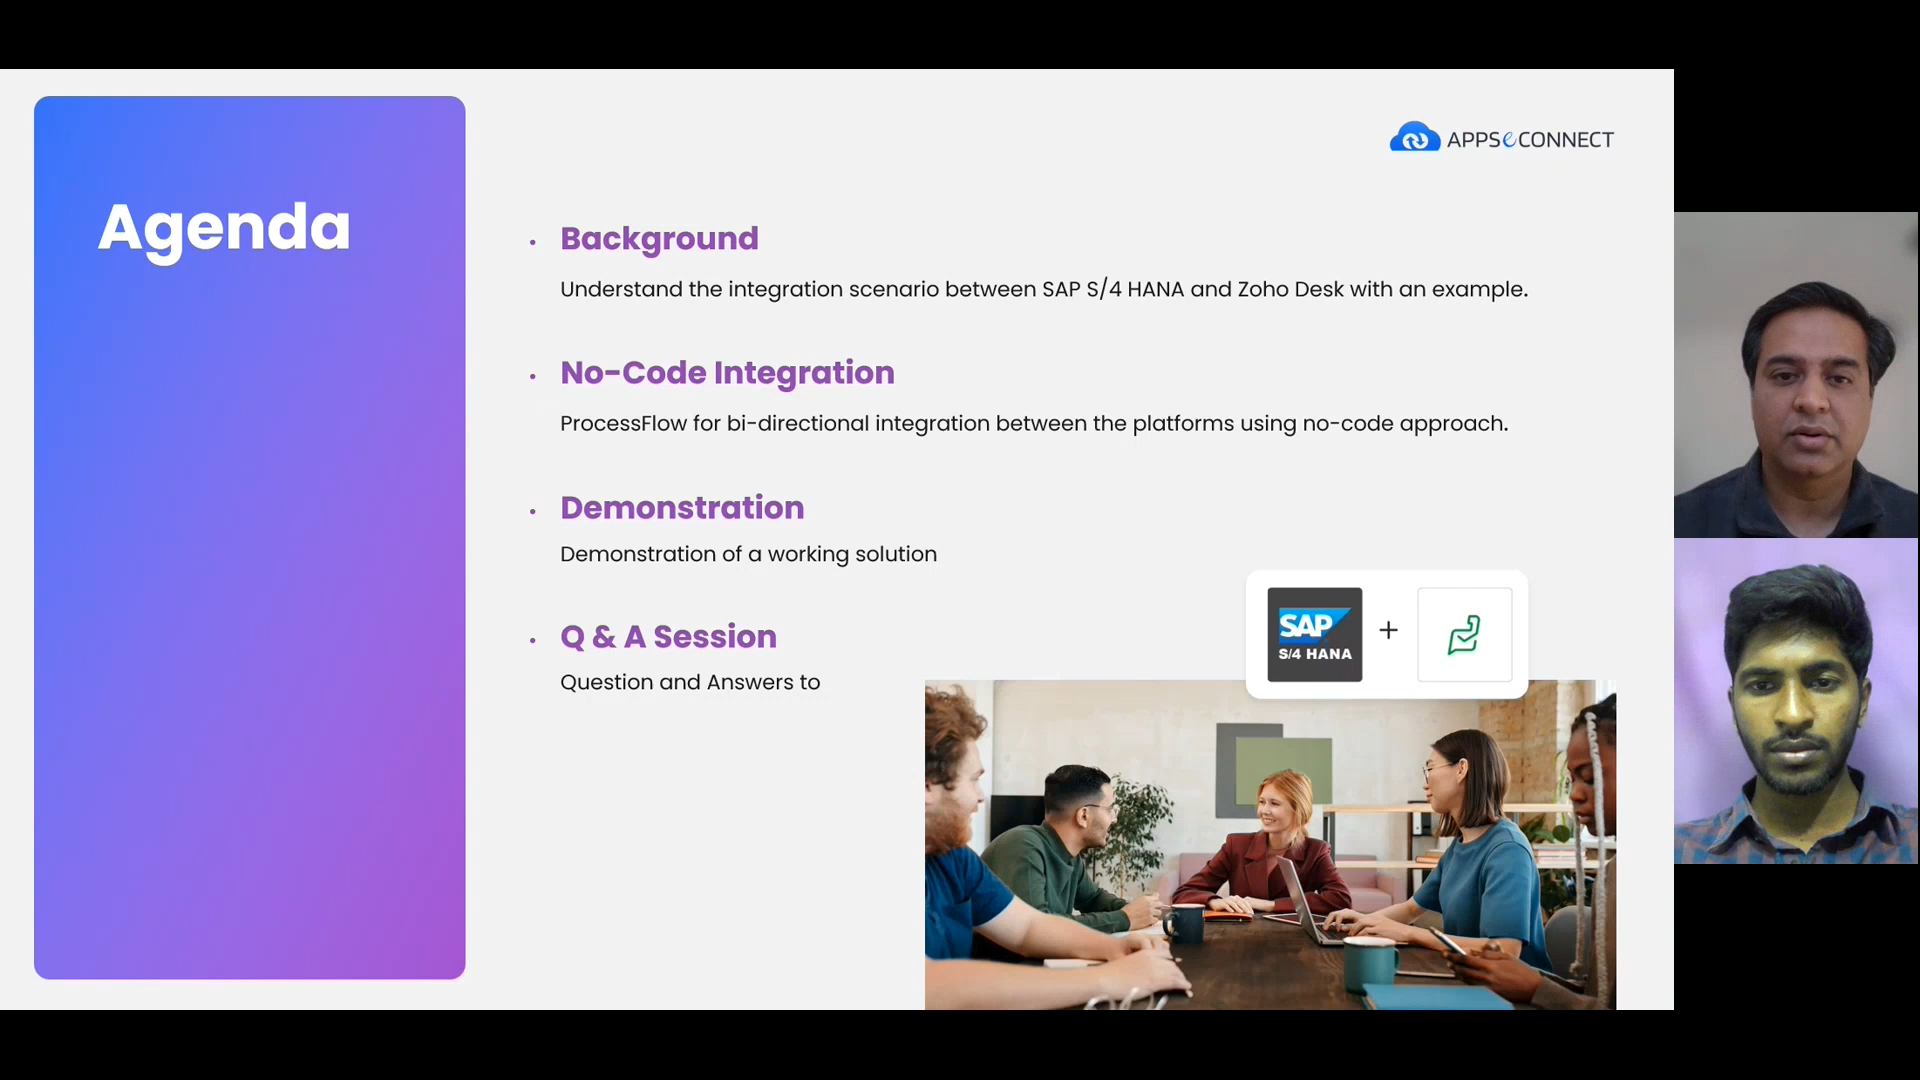 Agenda
APPSeCONNECT
• Background
Understand the integration scenario between SAP S/4 HANA and Zoho Desk with an example.
• No-Code Integration
ProcessFlow for bi-directional integration between the platforms using no-code approach.
• Demonstration
Demonstration of a working solution
• Q & A Session
Question and Answers to
SAP
S/4 HANA
+